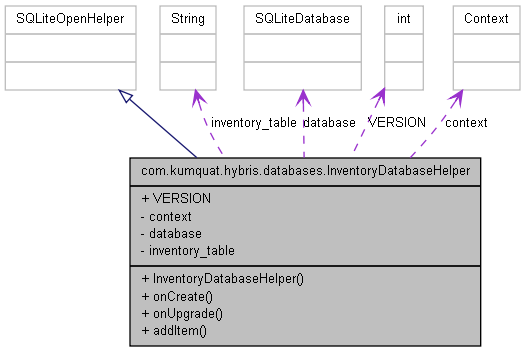 SQLiteOpenHelper
String
SQLiteDatabase
int
Context
inventory_table
database
VERSION
context
com.kumquat.hybris.databases.InventoryDatabaseHelper
+ VERSION
- context
- database
- inventory_table
+ InventoryDatabaseHelper()
+ onCreate()
+ onUpgrade()
+ addItem()